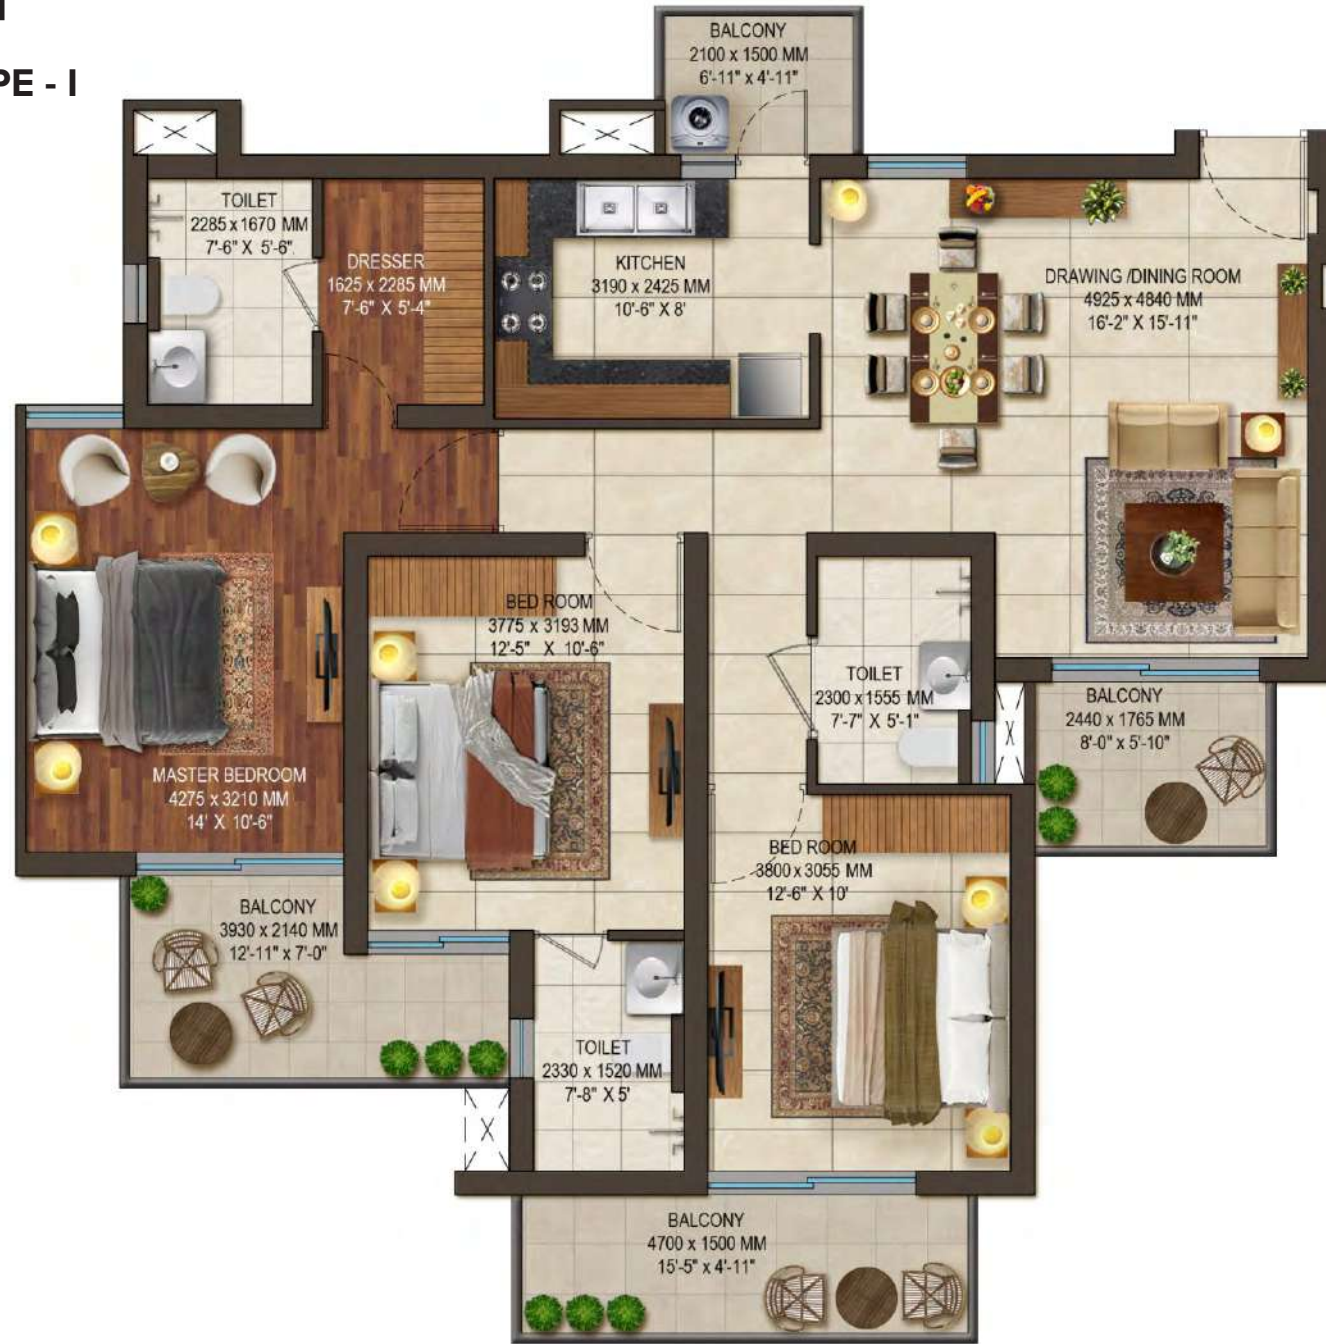 PE - I
BALCONY
2100 x 1500 MM
6'-11" x 4'-11"
TOILET
2285 x 1670 MM
7'-6" X 5'-6"
DRESSER
1625 x 2285 MM
7'-6" X 5'-4"
KITCHEN
3190 x 2425 MM
10'-6" X 8'
DRAWING /DINING ROOM
4925 x 4840 MM
16'-2" X 15'-11"
BED ROOM
3775 x 3193 MM
12'-5" X 10'-6"
TOILET
2300 x 1555 MM
7'-7" X 5'-1"
BALCONY
2440 x 1765 MM
8'-0" x 5'-10"
MASTER BEDROOM
4275 x 3210 MM
14' X 10'-6"
BED ROOM
3800 x 3055 MM
12'-6" X 10'
BALCONY
3930 x 2140 MM
12'-11" x 7'-0"
TOILET
2330 x 1520 MM
7'-8" X 5'
BALCONY
4700 x 1500 MM
15'-5" x 4'-11"